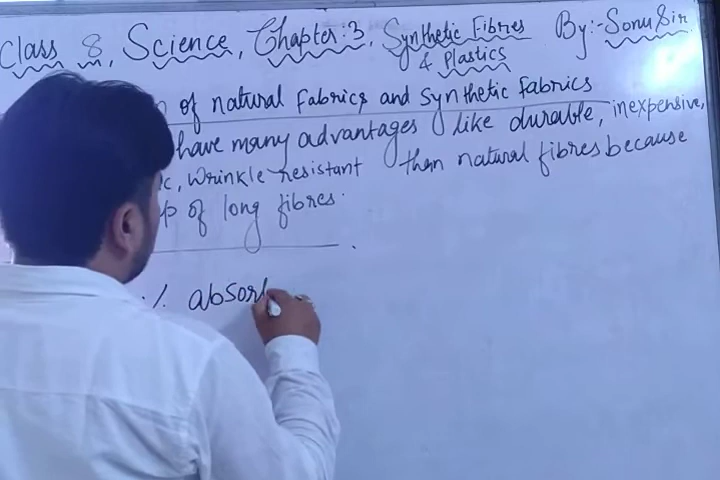 Class 8, Science, Chapter:3, Synthetic Fibres & Plastics By:- Sonu Sir
of natural Fabrics and Synthetic fabrics
have many advantages like durable, inexpensive,
wrinkle-resistant than natural fibres because
of long fibres.
absor